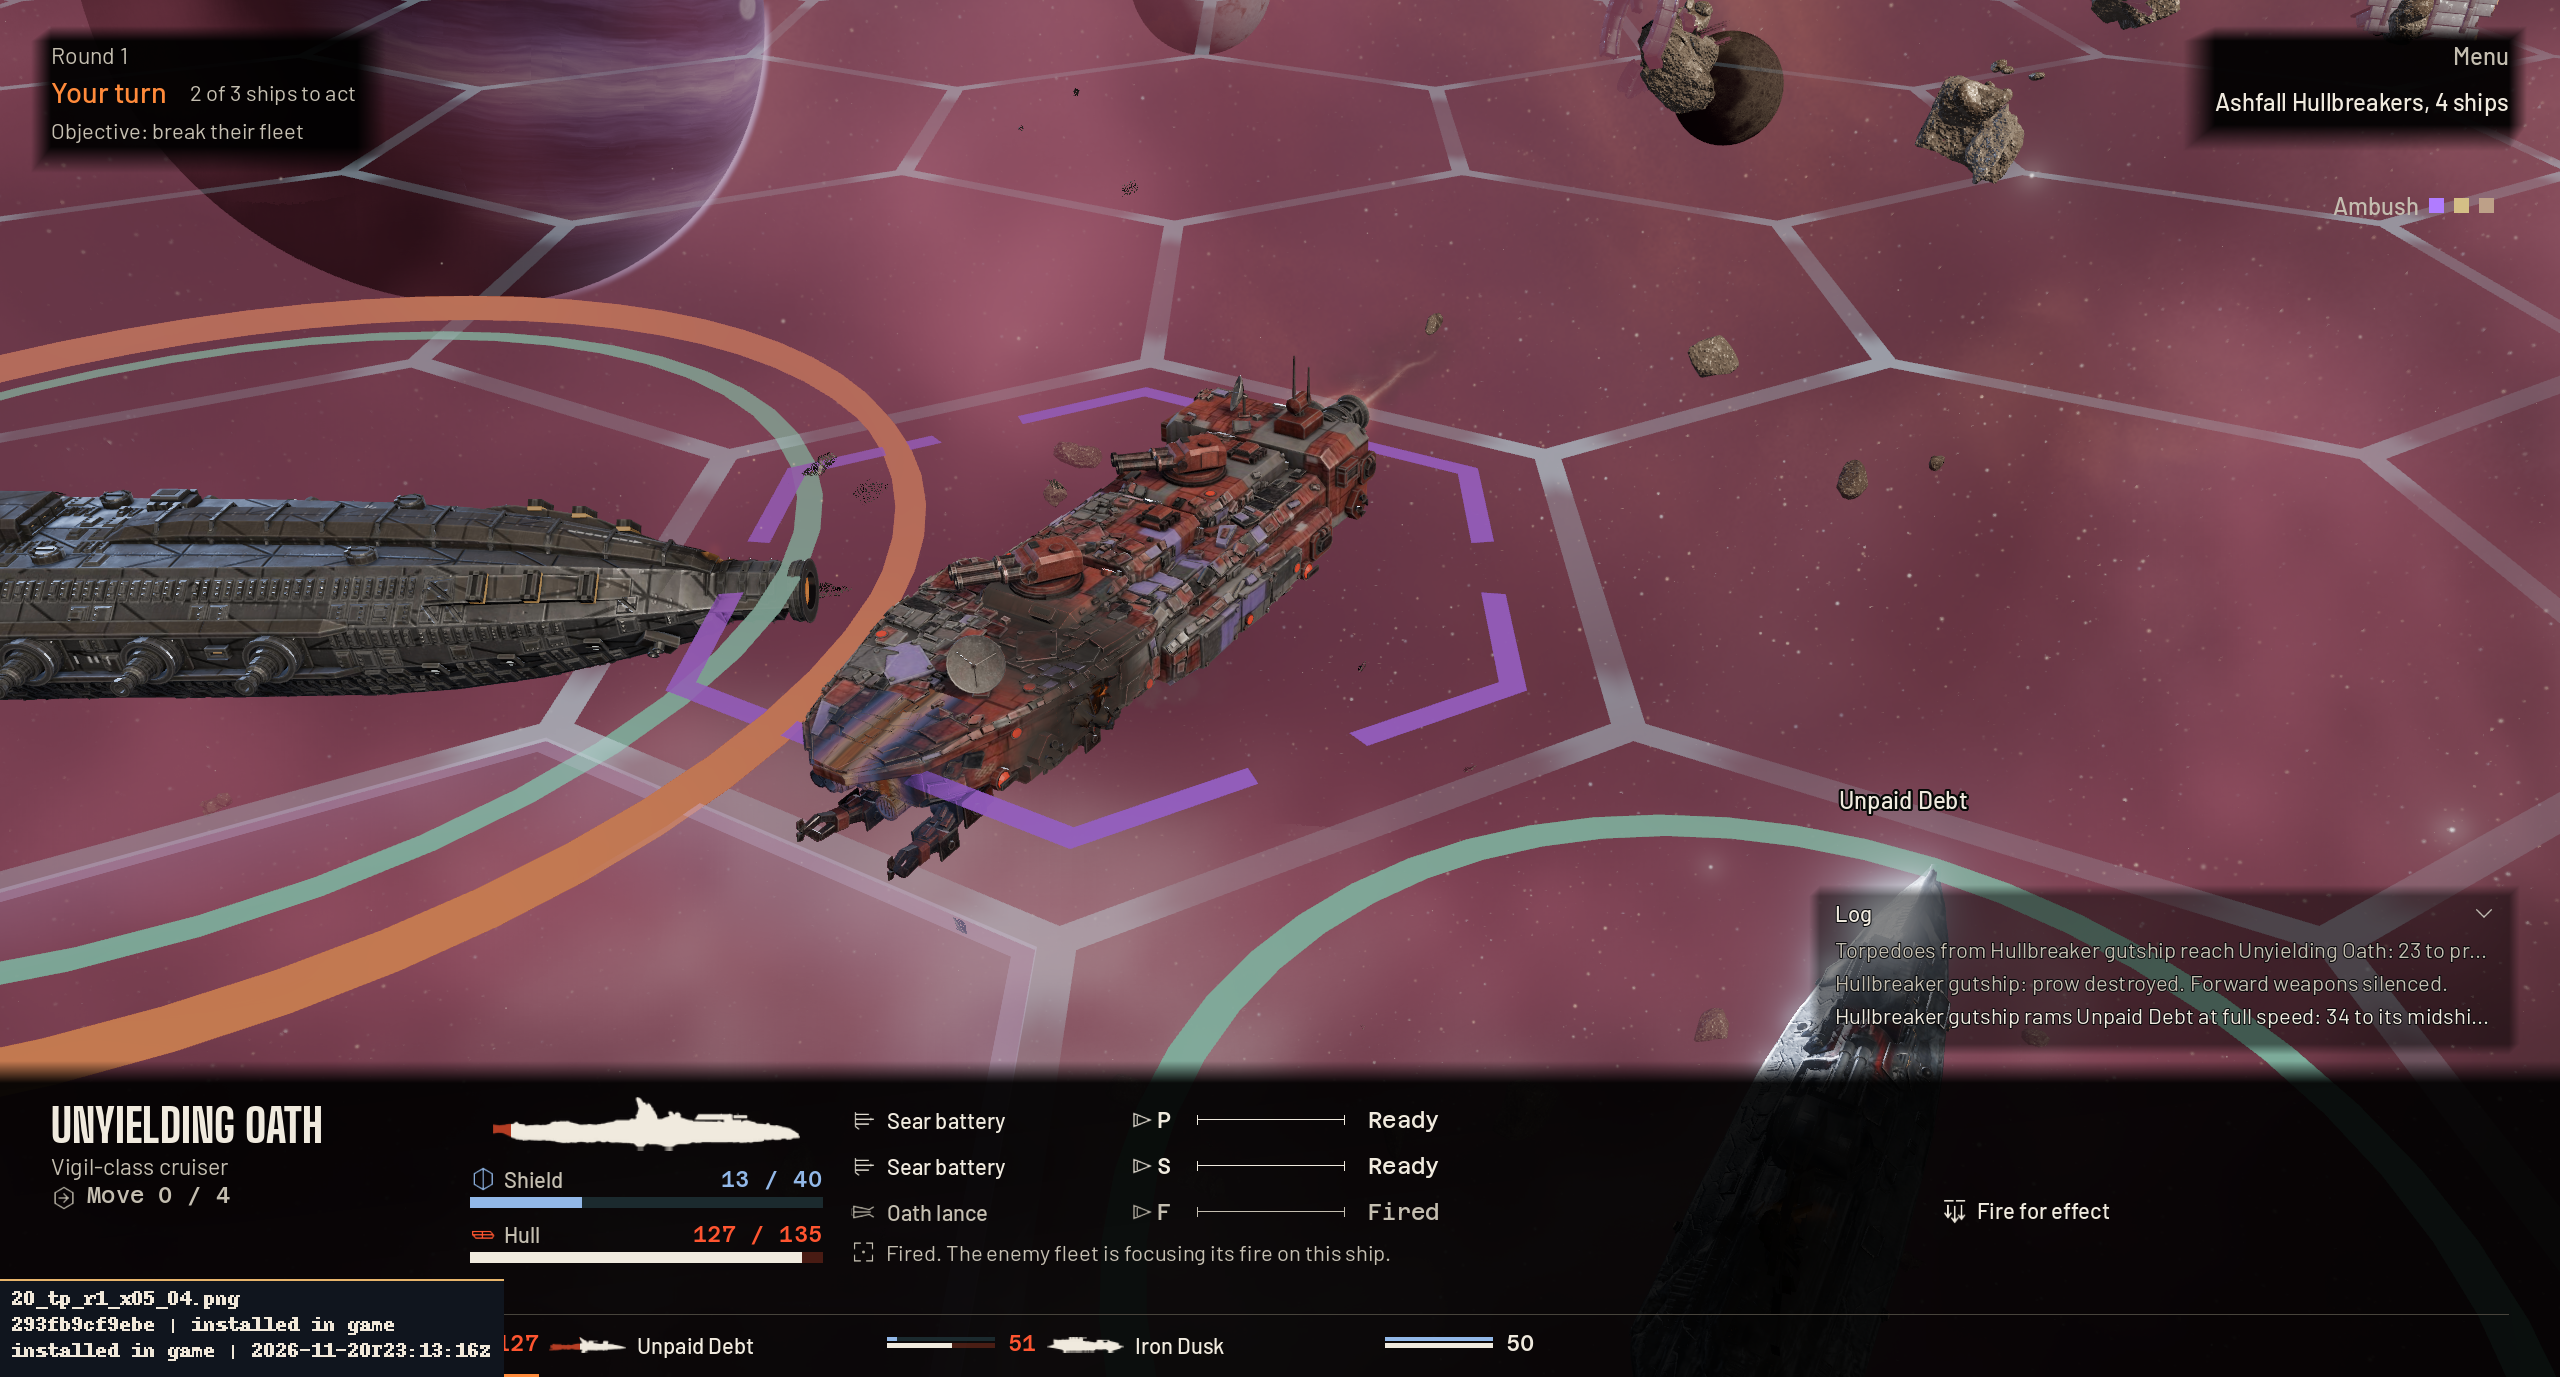 Round 1
Your turn 2 of 3 ships to act
Objective: break their fleet
Menu
Ashfall Hullbreakers, 4 ships
Ambush
Unpaid Debt
Log
Torpedoes from Hullbreaker gutship reach Unyielding Oath: 23 to pr...
Hullbreaker gutship: prow destroyed. Forward weapons silenced.
Hullbreaker gutship rams Unpaid Debt at full speed: 34 to its midshi...
UNYIELDING OATH
Vigil-class cruiser
Move 0 / 4
Shield 13 / 40
Hull 127 / 135
Sear battery P Ready
Sear battery S Ready
Oath lance F Fired
Fired. The enemy fleet is focusing its fire on this ship.
Fire for effect
20_tp_r1_x05_04.png
293fb9cf9ebe | installed in game
installed in game | 2026-11-20T23:13:16Z
127 Unpaid Debt 51 Iron Dusk 50